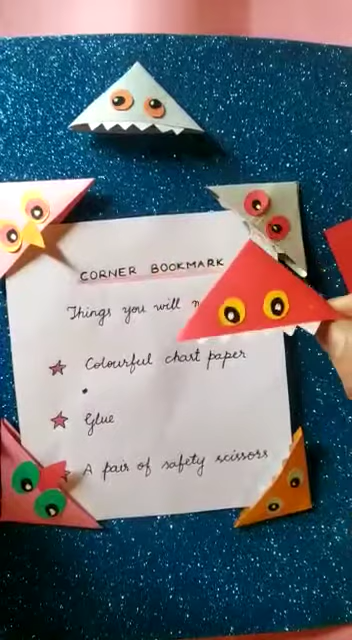 CORNER BOOKMARK
Things you will
Colourful chart paper
Glue
A pair of safety scissors